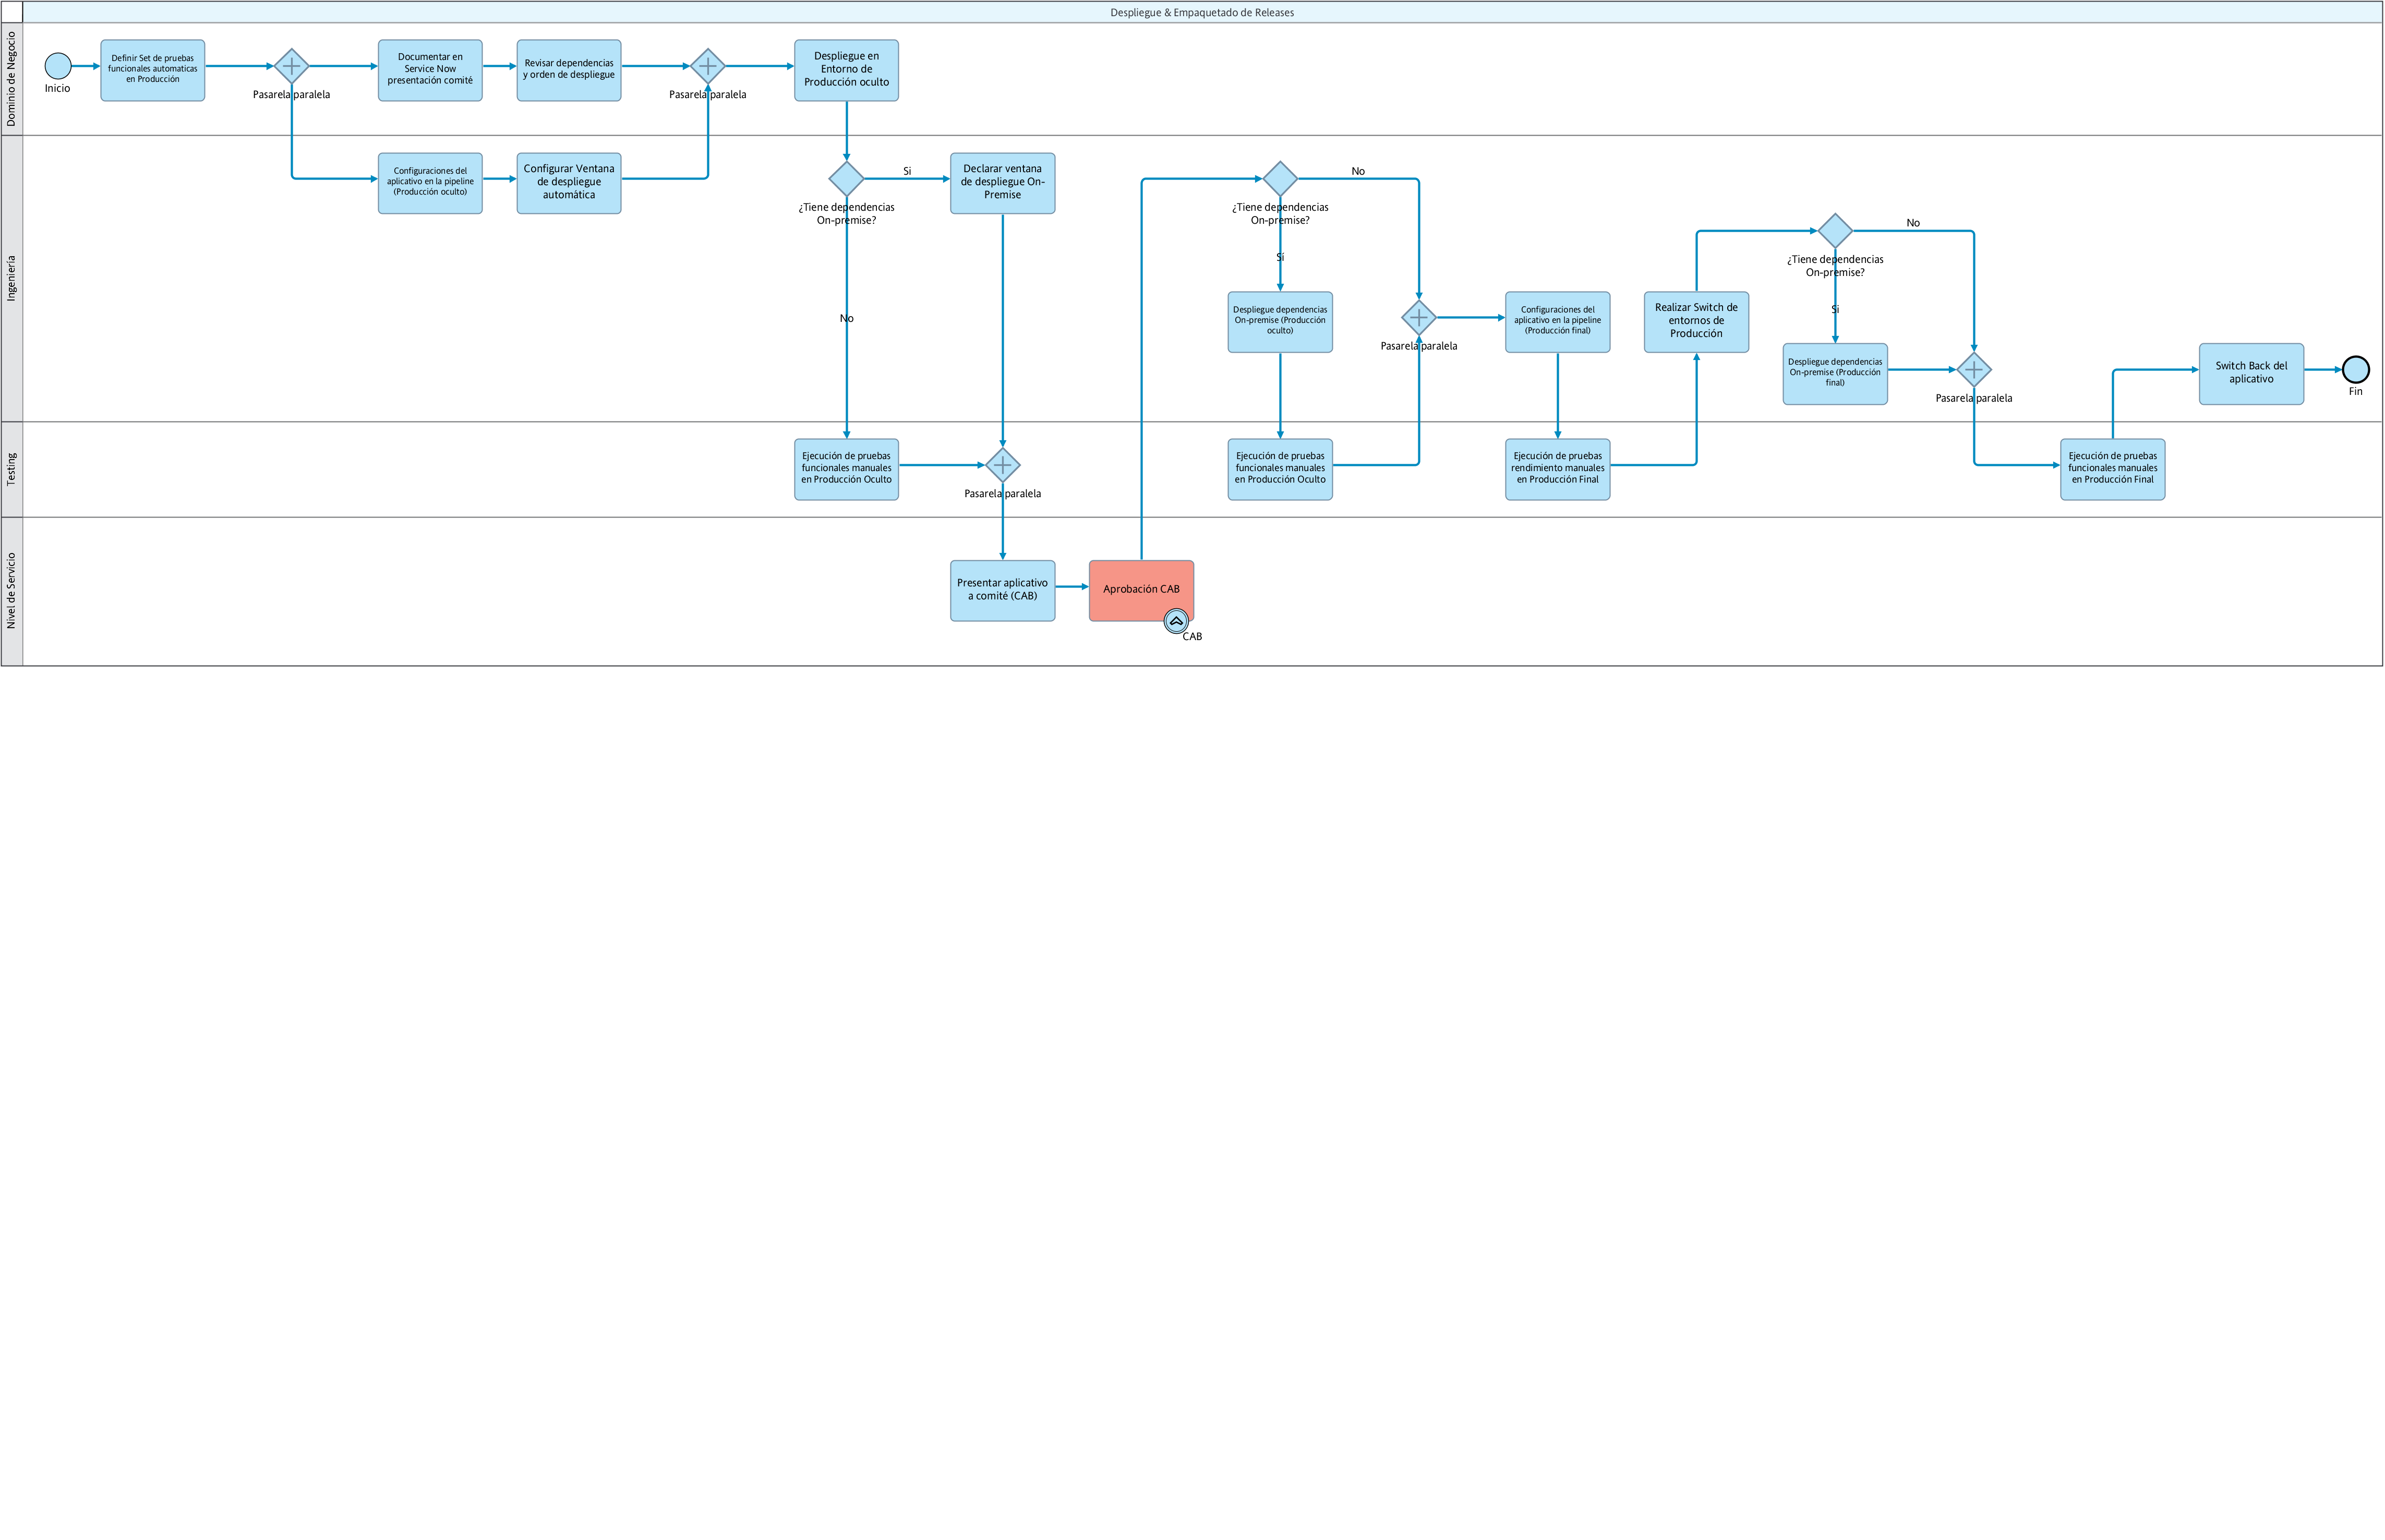 Despliegue & Empaquetado de Releases
Dominio de Negocio
Inicio
Definir Set de pruebas
funcionales automaticas
en Producción
Pasarela paralela
Documentar en
Service Now
presentación comité
Revisar dependencias
y orden de despliegue
Pasarela paralela
Despliegue en
Entorno de
Producción oculto
Ingeniería
Configuraciones del
aplicativo en la pipeline
(Producción oculto)
Configurar Ventana
de despliegue
automática
¿Tiene dependencias
On-premise?
Si
No
Declarar ventana
de despliegue On-
Premise
¿Tiene dependencias
On-premise?
No
Sí
Despliegue dependencias
On-premise (Producción
oculto)
Pasarela paralela
Configuraciones del
aplicativo en la pipeline
(Producción final)
Realizar Switch de
entornos de
Producción
¿Tiene dependencias
On-premise?
No
Si
Despliegue dependencias
On-premise (Producción
final)
Pasarela paralela
Switch Back del
aplicativo
Fin
Testing
Ejecución de pruebas
funcionales manuales
en Producción Oculto
Pasarela paralela
Ejecución de pruebas
funcionales manuales
en Producción Oculto
Ejecución de pruebas
rendimiento manuales
en Producción Final
Ejecución de pruebas
funcionales manuales
en Producción Final
Nivel de Servicio
Presentar aplicativo
a comité (CAB)
Aprobación CAB
CAB